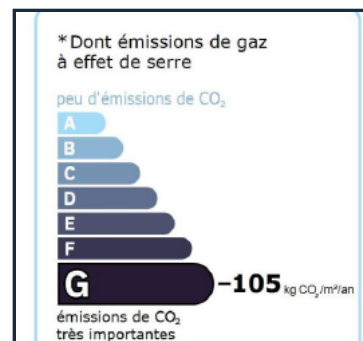 *Dont émissions de gaz
à effet de serre
peu d'émissions de CO₂
A
B
C
D
E
F
G –105 kg CO₂/m²/an
émissions de CO₂
très importantes